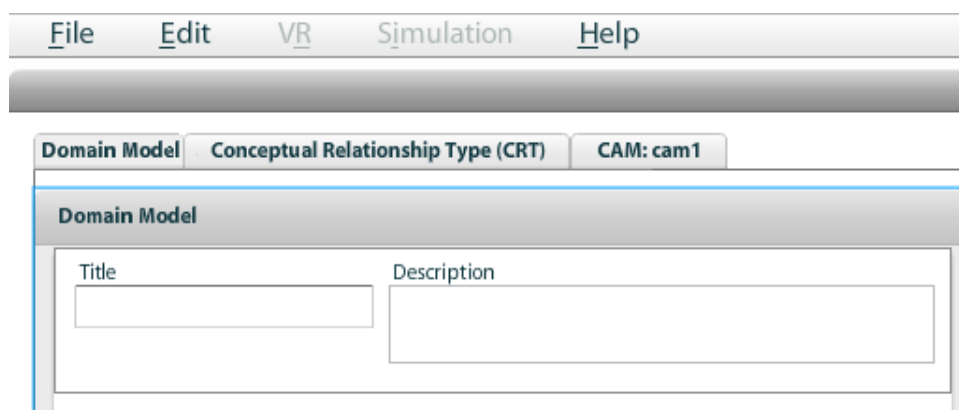 File Edit VR Simulation Help
Domain Model Conceptual Relationship Type (CRT) CAM: cam1
Domain Model
Title Description